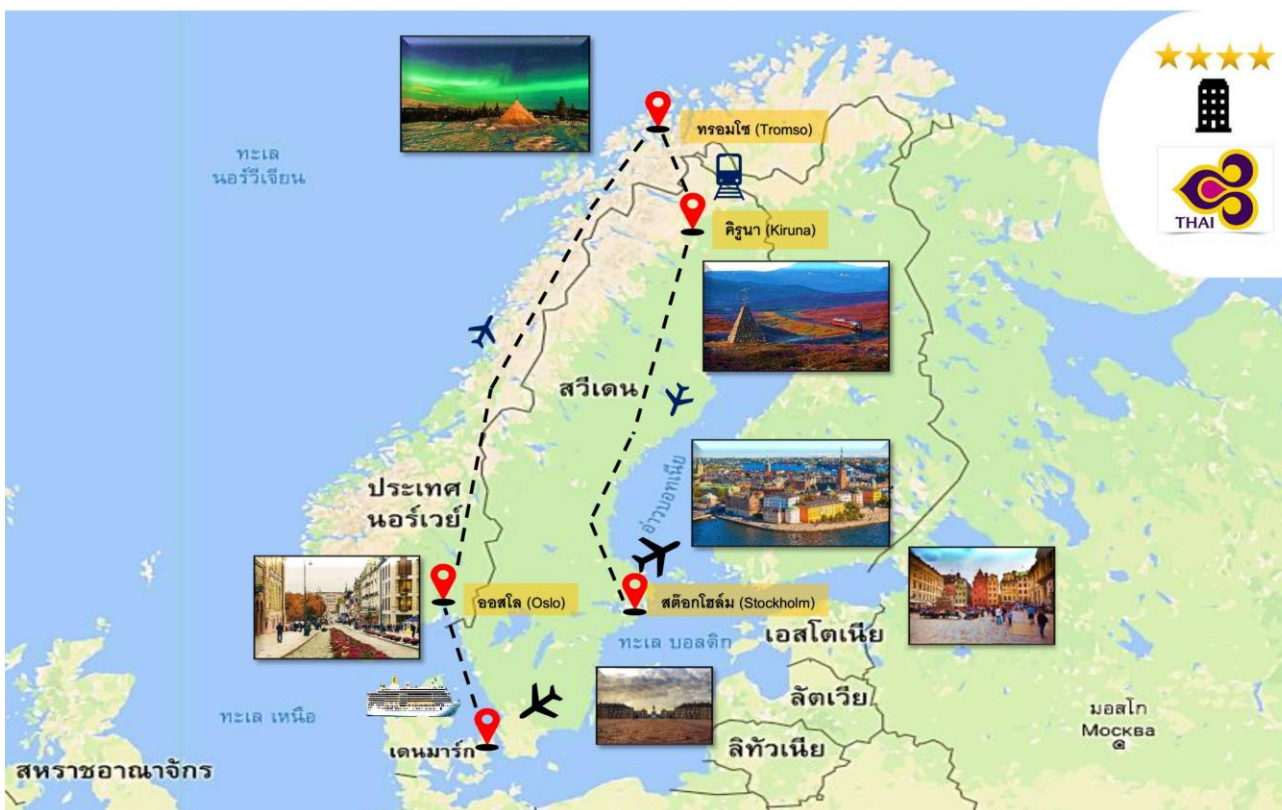 THAI
ทรอมโซ (Tromso)
ทะเล
นอร์วีเจียน
คิรูนา (Kiruna)
สวีเดน
อ่าวบอทเนีย
ประเทศ
นอร์เวย์
ออสโล (Oslo)
สต๊อกโฮล์ม (Stockholm)
ทะเล บอลติก
เอสโตเนีย
ลัตเวีย
ทะเล เหนือ
เดนมาร์ก
ลิทัวเนีย
มอสโก
Москва
สหราชอาณาจักร